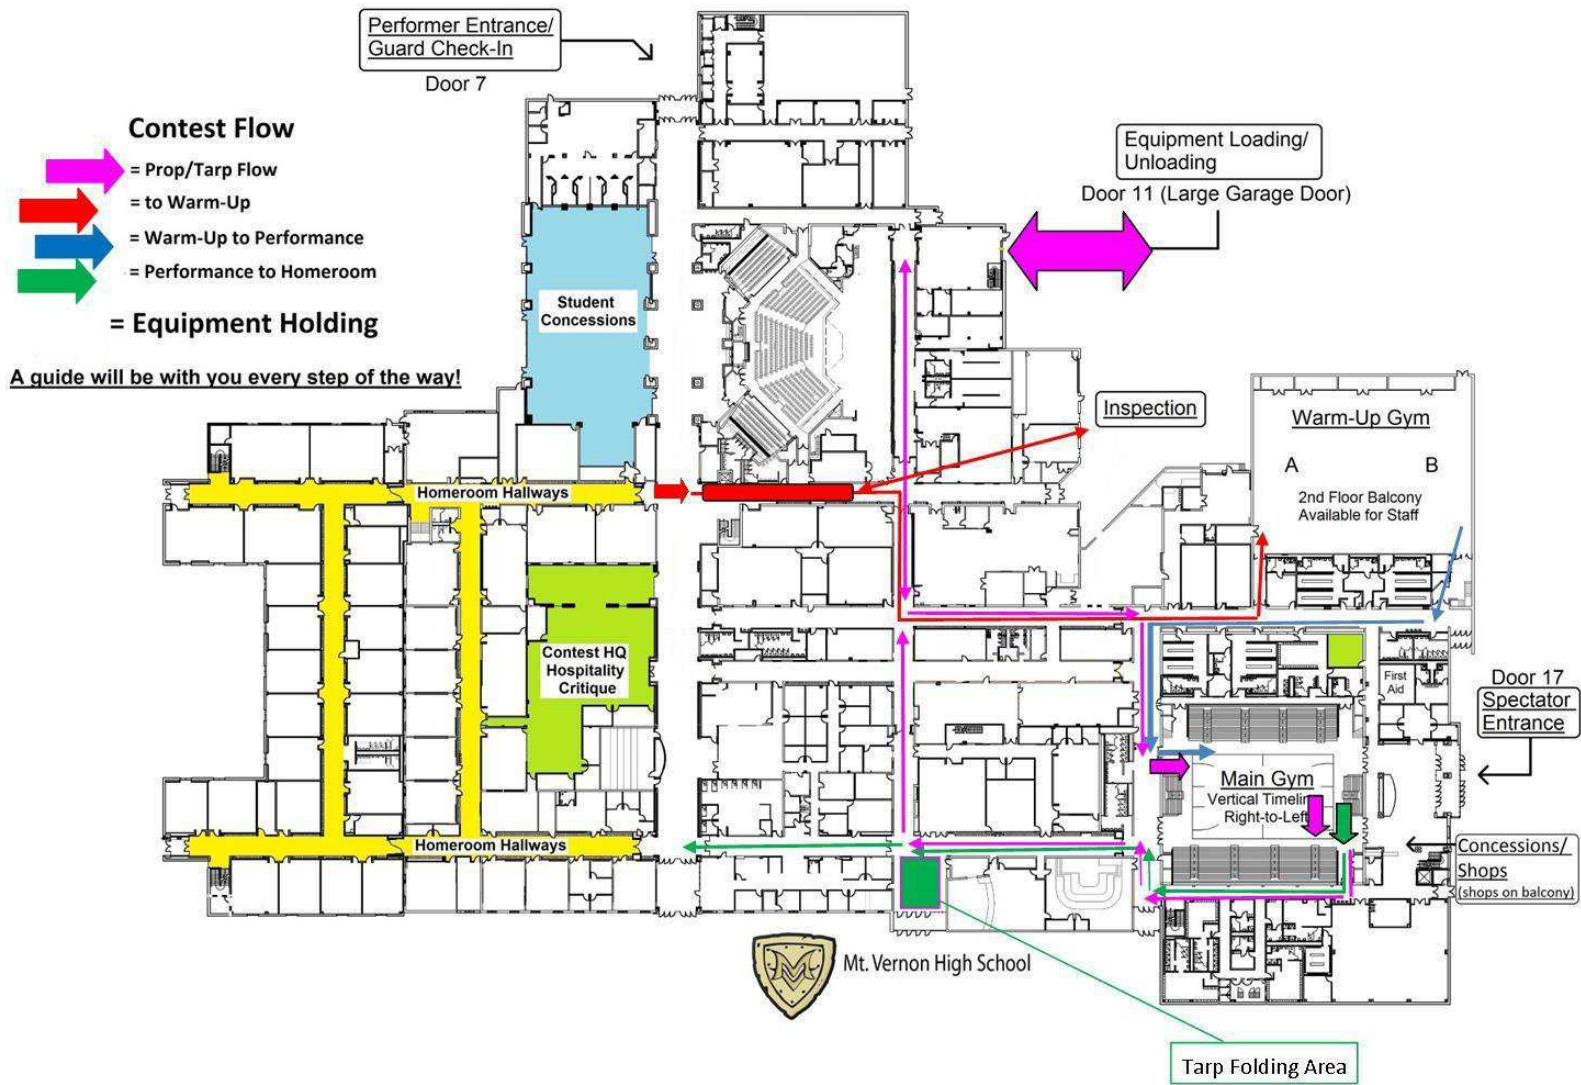 Performer Entrance/
Guard Check-In
Door 7
Contest Flow
= Prop/Tarp Flow
= to Warm-Up
= Warm-Up to Performance
= Performance to Homeroom
= Equipment Holding
A guide will be with you every step of the way!
Equipment Loading/
Unloading
Door 11 (Large Garage Door)
Student
Concessions
Inspection
Warm-Up Gym
A
B
2nd Floor Balcony
Available for Staff
Homeroom Hallways
Contest HQ
Hospitality
Critique
First
Aid
Door 17
Spectator
Entrance
Main Gym
Vertical Timelin
Right-to-Left
Homeroom Hallways
Concessions/
Shops
(shops on balcony)
MV
Mt. Vernon High School
Tarp Folding Area